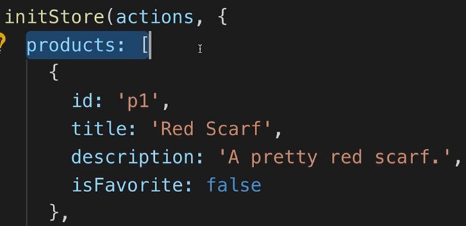 initStore(actions, {
products: [
{
id: 'p1',
title: 'Red Scarf',
description: 'A pretty red scarf.',
isFavorite: false
},